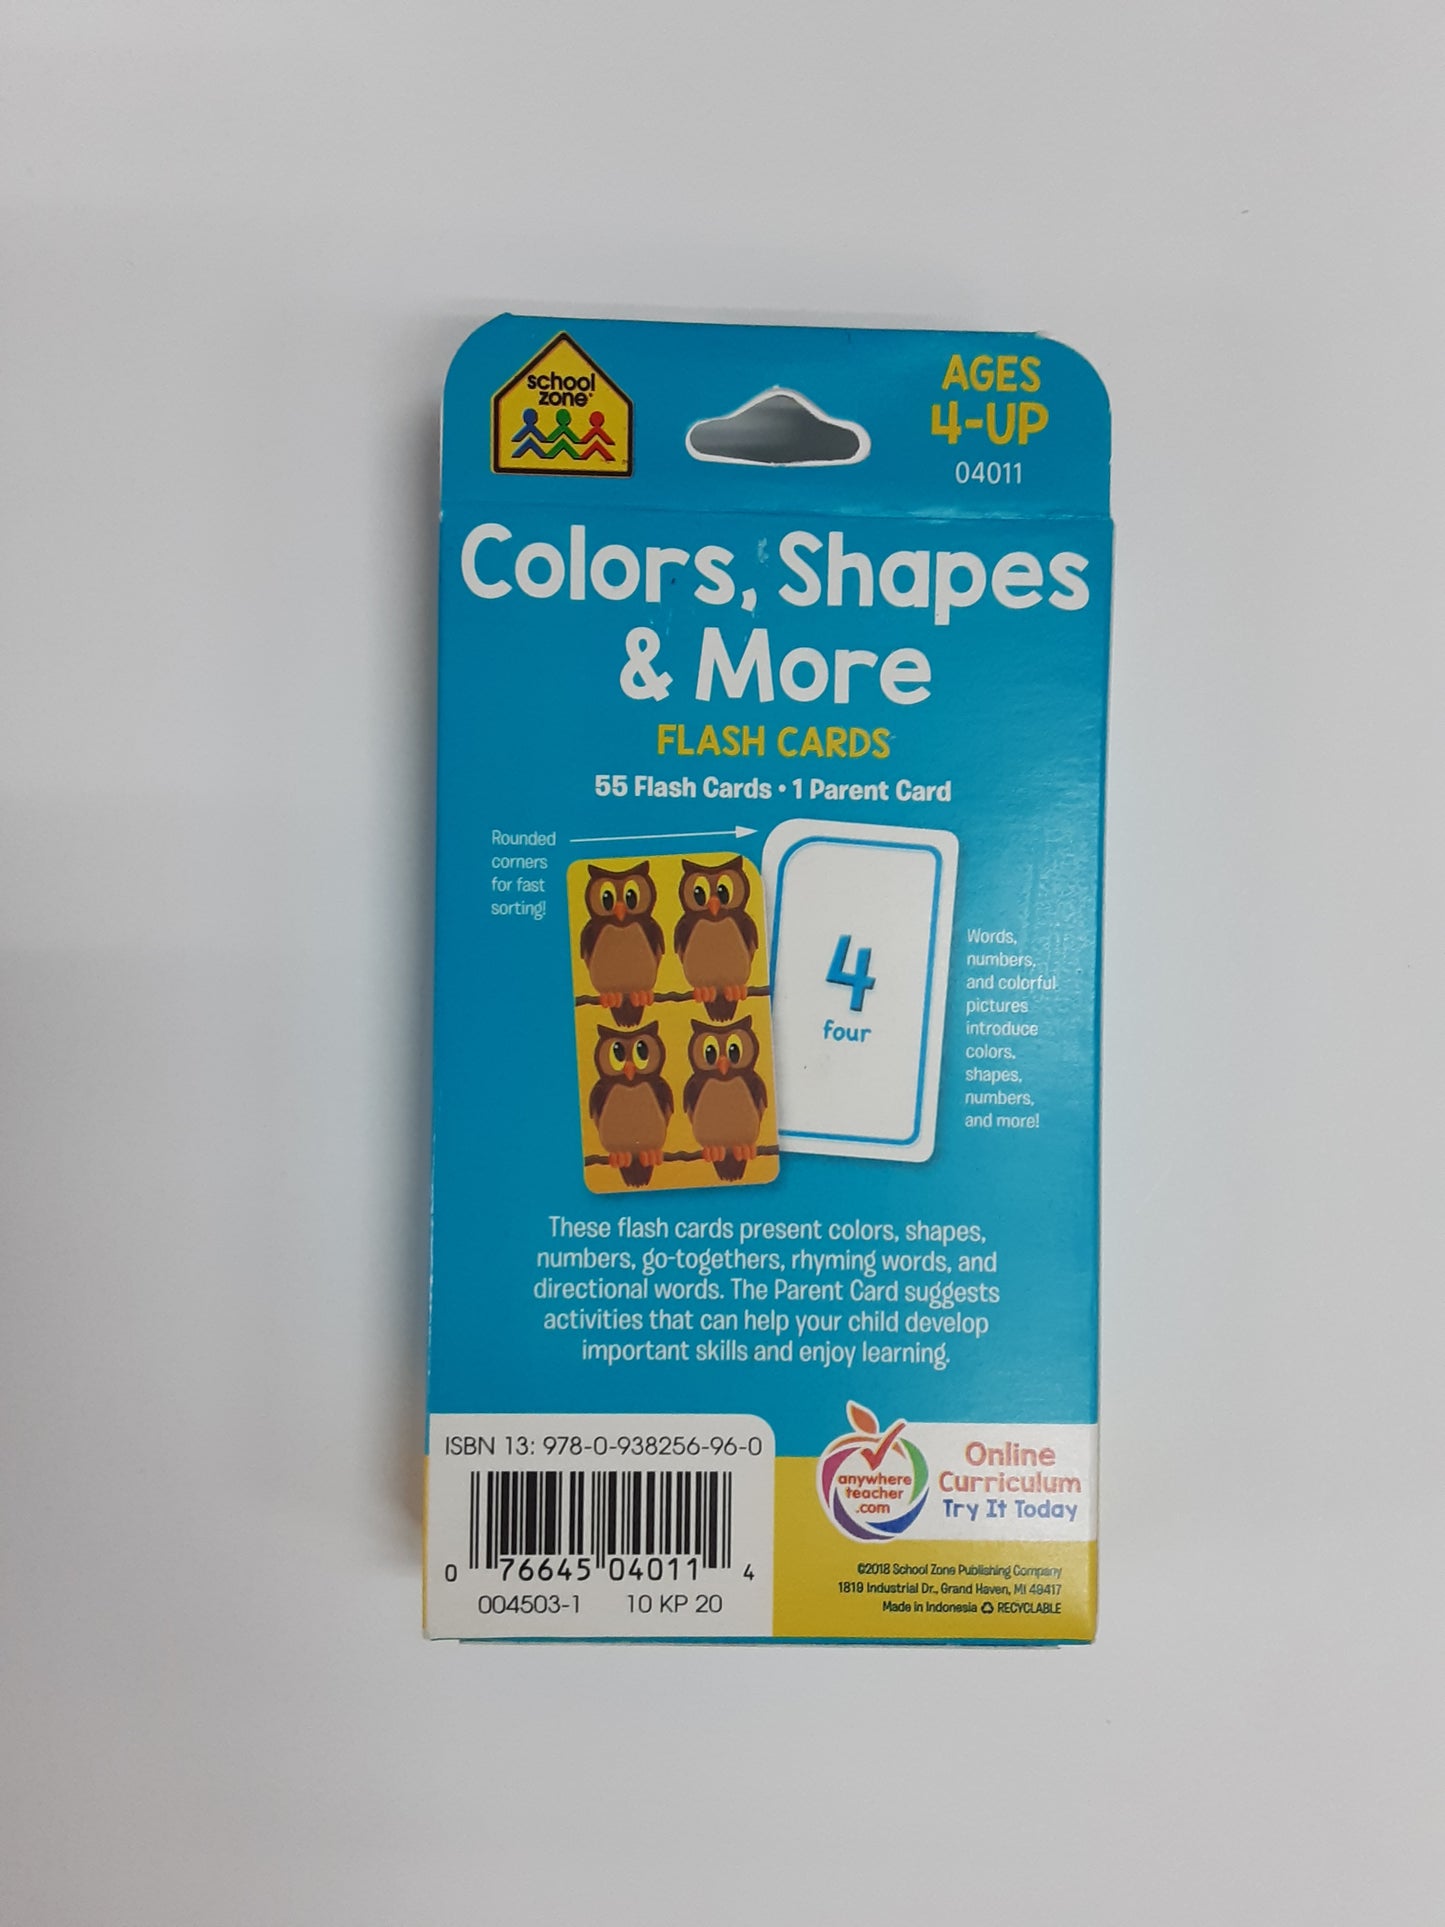 school
zone
AGES
4-UP
04011
Colors, Shapes
& More
FLASH CARDS
55 Flash Cards • 1 Parent Card
Rounded
corners
for fast
sorting!
4
four
Words,
numbers,
and colorful
pictures
introduce
colors,
shapes,
numbers,
and more!
These flash cards present colors, shapes,
numbers, go-togethers, rhyming words, and
directional words. The Parent Card suggests
activities that can help your child develop
important skills and enjoy learning.
ISBN 13: 978-0-938256-96-0
0 76645 04011 4
004503-1 10 KP 20
anywhere
teacher
.com
Online
Curriculum
Try It Today
©2018 School Zone Publishing Company
1819 Industrial Dr., Grand Haven, MI 49417
Made in Indonesia ♻ RECYCLABLE